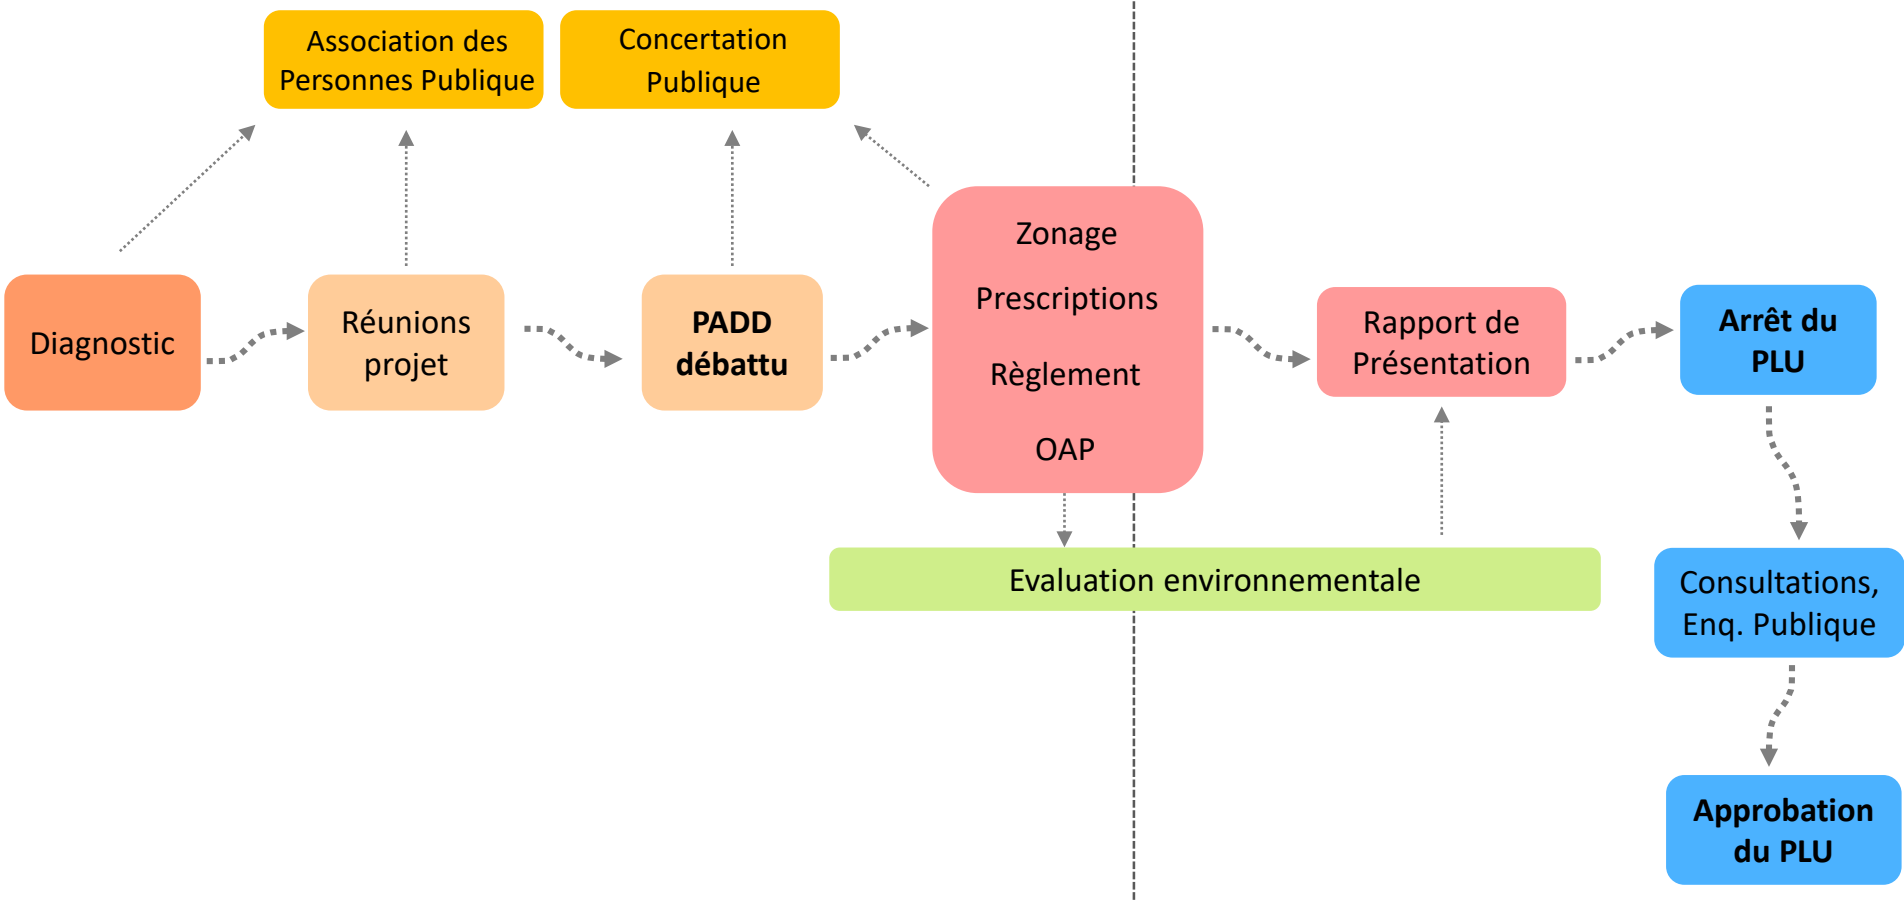 Association des
Personnes Publique
Concertation
Publique
Diagnostic
Réunions
projet
PADD
débattu
Zonage
Prescriptions
Règlement
OAP
Rapport de
Présentation
Arrêt du
PLU
Evaluation environnementale
Consultations,
Enq. Publique
Approbation
du PLU